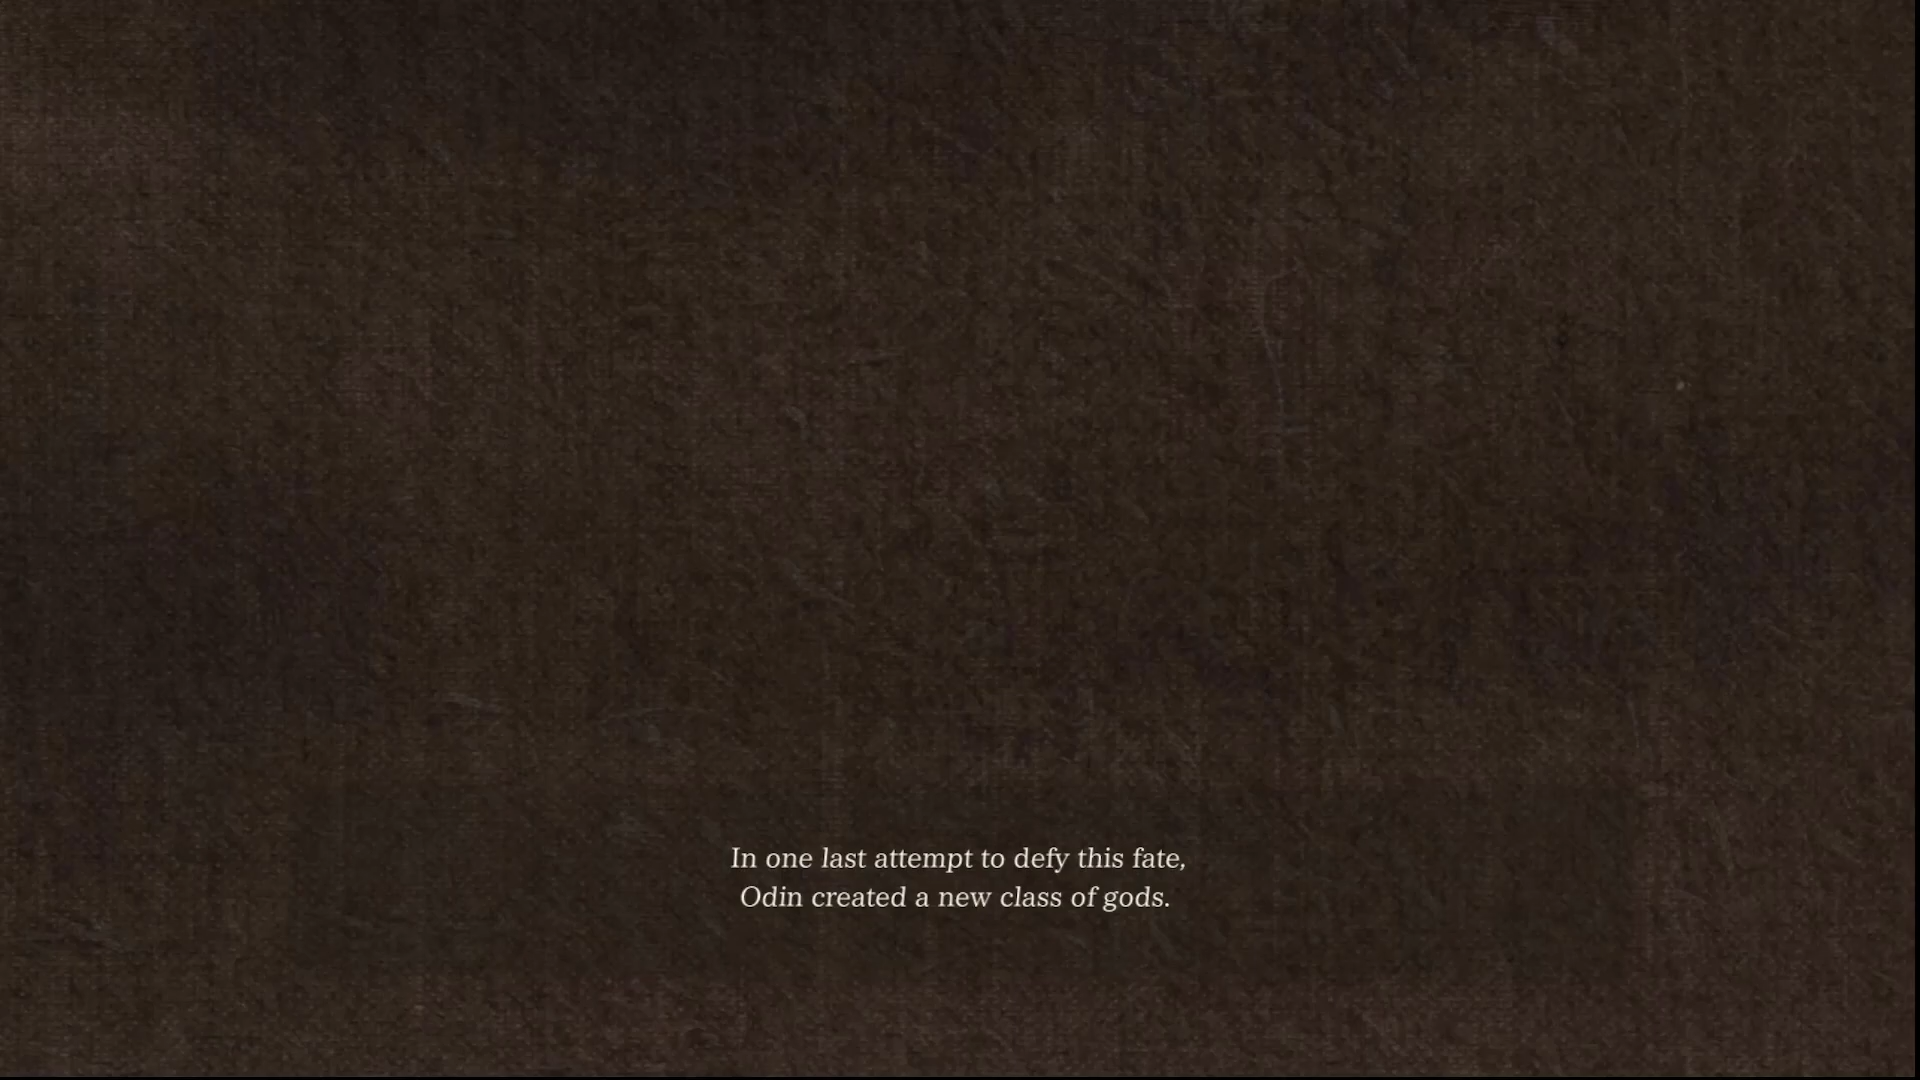 In one last attempt to defy this fate,
Odin created a new class of gods.